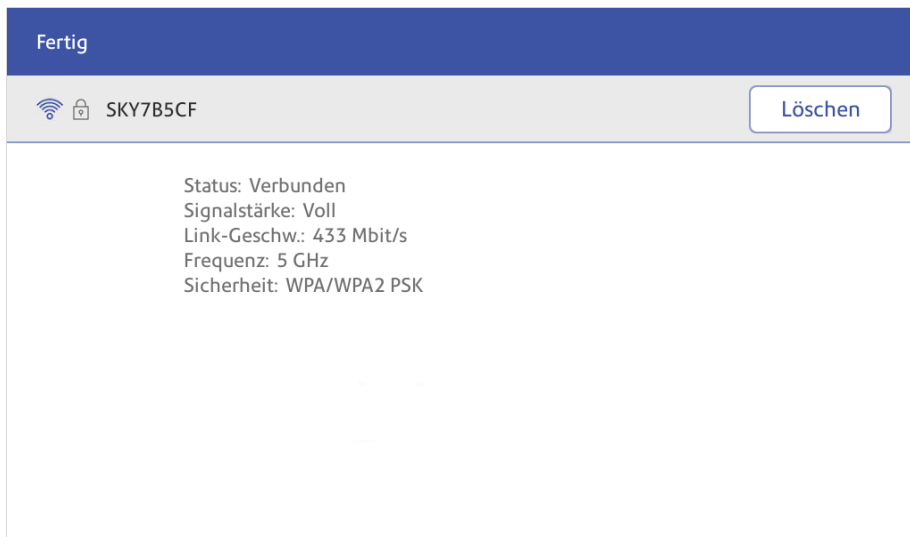 Fertig
SKY7B5CF
Löschen
Status: Verbunden
Signalstärke: Voll
Link-Geschw.: 433 Mbit/s
Frequenz: 5 GHz
Sicherheit: WPA/WPA2 PSK